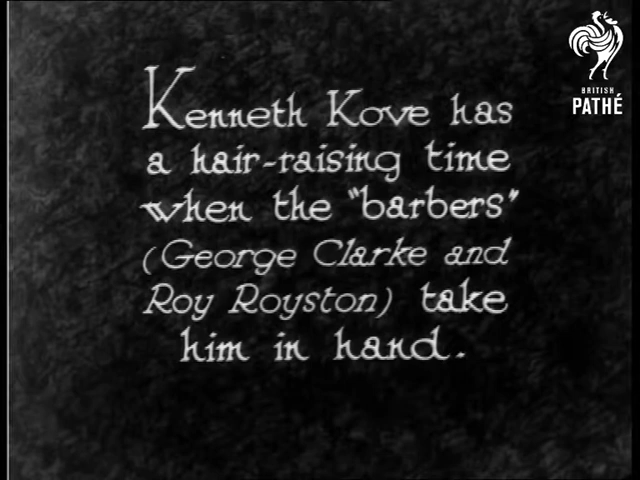 BRITISH
PATHÉ
Kenneth Kove has
a hair-raising time
when the "barbers"
(George Clarke and
Roy Royston) take
him in hand.